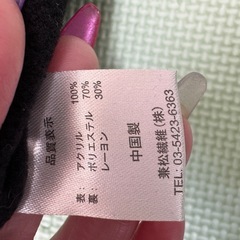 品質表示
表： アクリル 100%
裏： ポリエステル 70%
レーヨン 30%
中国製
兼松繊維(株)
TEL: 03-5423-6363